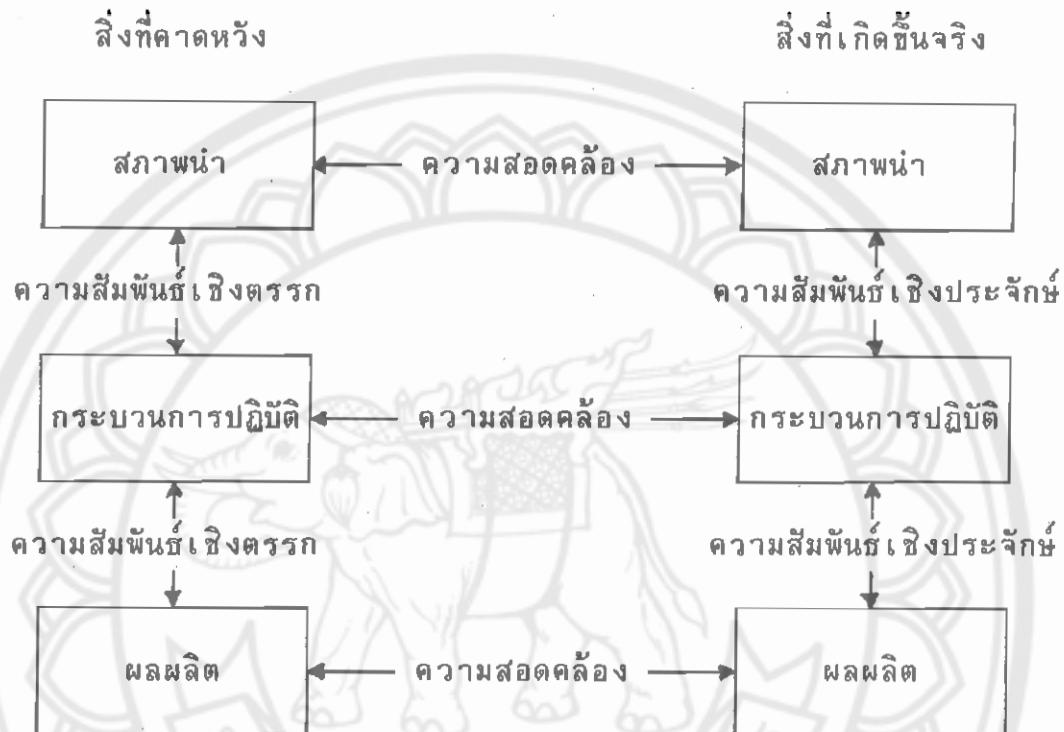 สิ่งที่คาดหวัง สิ่งที่เกิดขึ้นจริง
สภาพนำ ความสอดคล้อง สภาพนำ
ความสัมพันธ์เชิงตรรก ความสัมพันธ์เชิงประจักษ์
กระบวนการปฏิบัติ ความสอดคล้อง กระบวนการปฏิบัติ
ความสัมพันธ์เชิงตรรก ความสัมพันธ์เชิงประจักษ์
ผลผลิต ความสอดคล้อง ผลผลิต